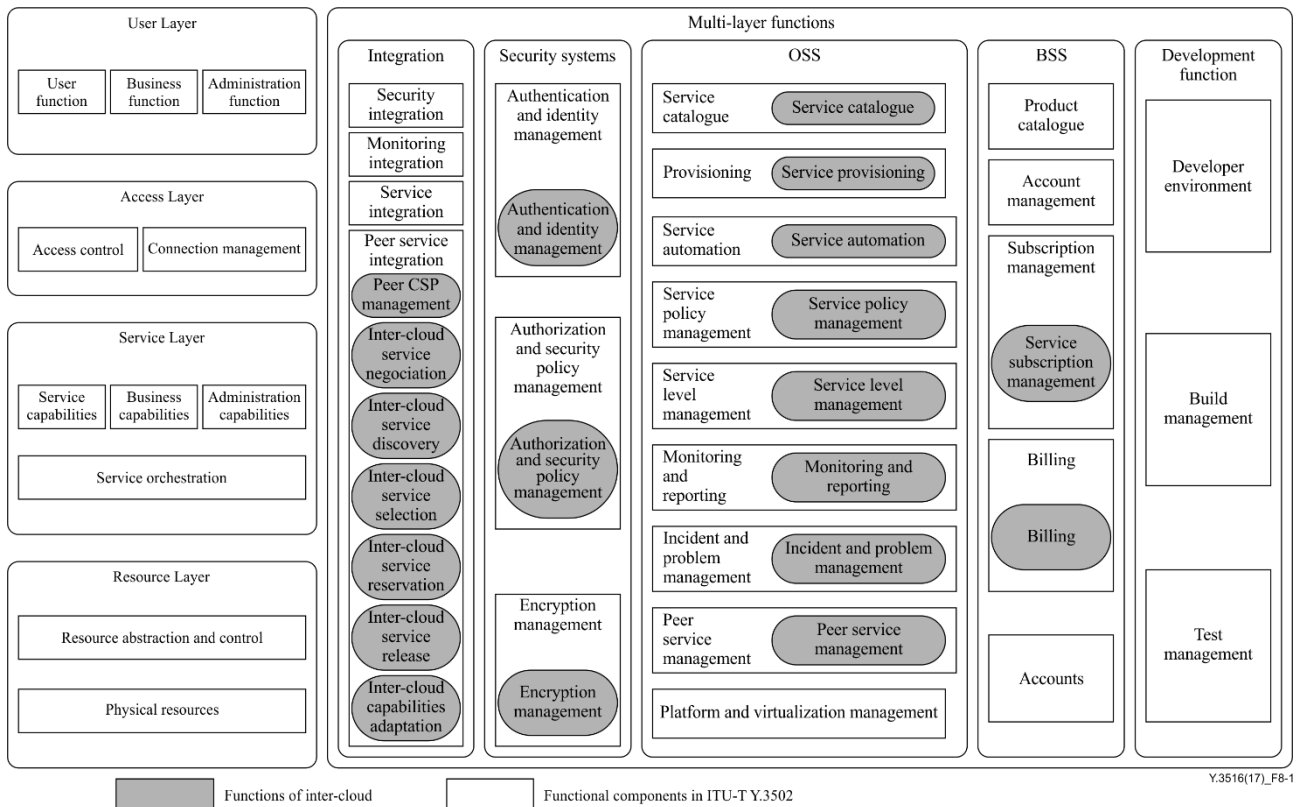 User Layer
User
function
Business
function
Administration
function
Access Layer
Access control
Connection management
Service Layer
Service
capabilities
Business
capabilities
Administration
capabilities
Service orchestration
Resource Layer
Resource abstraction and control
Physical resources
Multi-layer functions
Integration
Security
integration
Monitoring
integration
Service
integration
Peer service
integration
Peer CSP
management
Inter-cloud
service
negociation
Inter-cloud
service
discovery
Inter-cloud
service
selection
Inter-cloud
service
reservation
Inter-cloud
service
release
Inter-cloud
capabilities
adaptation
Security systems
Authentication
and identity
management
Authentication
and identity
management
Authorization
and security
policy
management
Authorization
and security
policy
management
Encryption
management
Encryption
management
OSS
Service
catalogue
Service catalogue
Provisioning
Service provisioning
Service
automation
Service automation
Service
policy
management
Service policy
management
Service
level
management
Service level
management
Monitoring
and
reporting
Monitoring and
reporting
Incident and
problem
management
Incident and problem
management
Peer
service
management
Peer service
management
Platform and virtualization management
BSS
Product
catalogue
Account
management
Subscription
management
Service
subscription
management
Billing
Billing
Accounts
Development
function
Developer
environment
Build
management
Test
management
Y.3516(17)_F8-1
Functions of inter-cloud
Functional components in ITU-T Y.3502